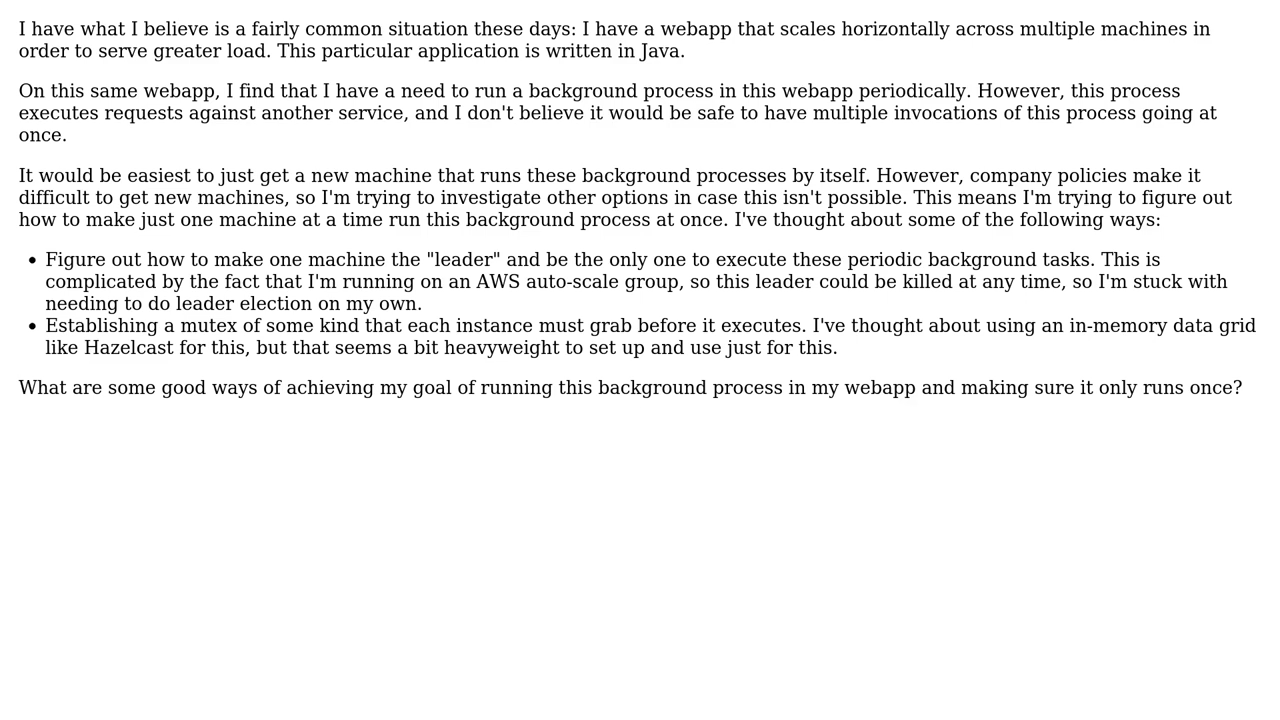 I have what I believe is a fairly common situation these days: I have a webapp that scales horizontally across multiple machines in
order to serve greater load. This particular application is written in Java.
On this same webapp, I find that I have a need to run a background process in this webapp periodically. However, this process
executes requests against another service, and I don't believe it would be safe to have multiple invocations of this process going at
once.
It would be easiest to just get a new machine that runs these background processes by itself. However, company policies make it
difficult to get new machines, so I'm trying to investigate other options in case this isn't possible. This means I'm trying to figure out
how to make just one machine at a time run this background process at once. I've thought about some of the following ways:
• Figure out how to make one machine the "leader" and be the only one to execute these periodic background tasks. This is
complicated by the fact that I'm running on an AWS auto-scale group, so this leader could be killed at any time, so I'm stuck with
needing to do leader election on my own.
• Establishing a mutex of some kind that each instance must grab before it executes. I've thought about using an in-memory data grid
like Hazelcast for this, but that seems a bit heavyweight to set up and use just for this.
What are some good ways of achieving my goal of running this background process in my webapp and making sure it only runs once?